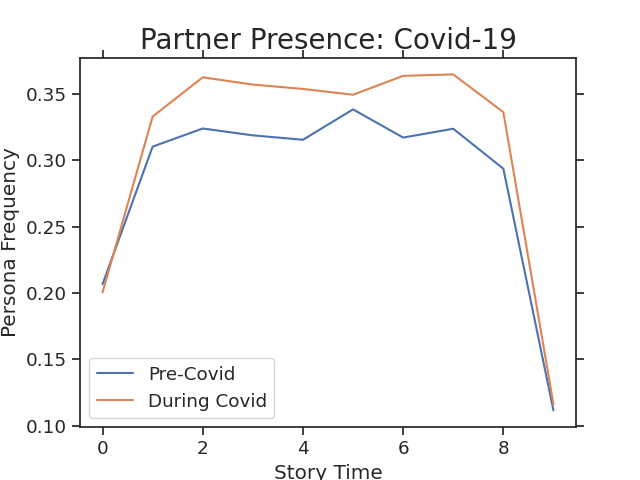 Partner Presence: Covid-19
Persona Frequency
0.35
0.30
0.25
0.20
0.15
0.10
Pre-Covid
During Covid
0 2 4 6 8
Story Time